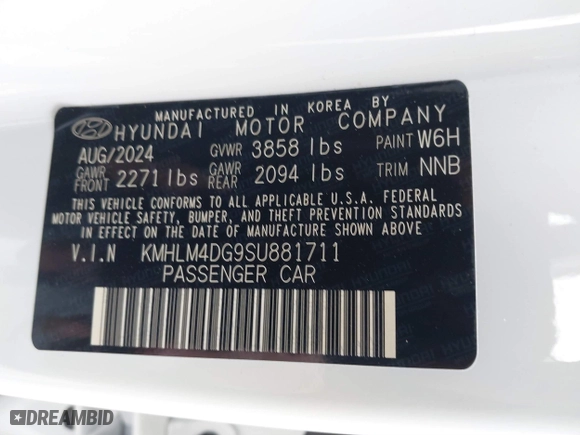 MANUFACTURED IN KOREA BY
HYUNDAI MOTOR COMPANY
AUG/2024 GVWR 3858 lbs PAINT W6H
GAWR FRONT 2271 lbs GAWR REAR 2094 lbs TRIM NNB
THIS VEHICLE CONFORMS TO ALL APPLICABLE U.S.A. FEDERAL
MOTOR VEHICLE SAFETY, BUMPER, AND THEFT PREVENTION STANDARDS
IN EFFECT ON THE DATE OF MANUFACTURE SHOWN ABOVE.
V.I.N KMHLM4DG9SU881711
PASSENGER CAR
DREAMBID